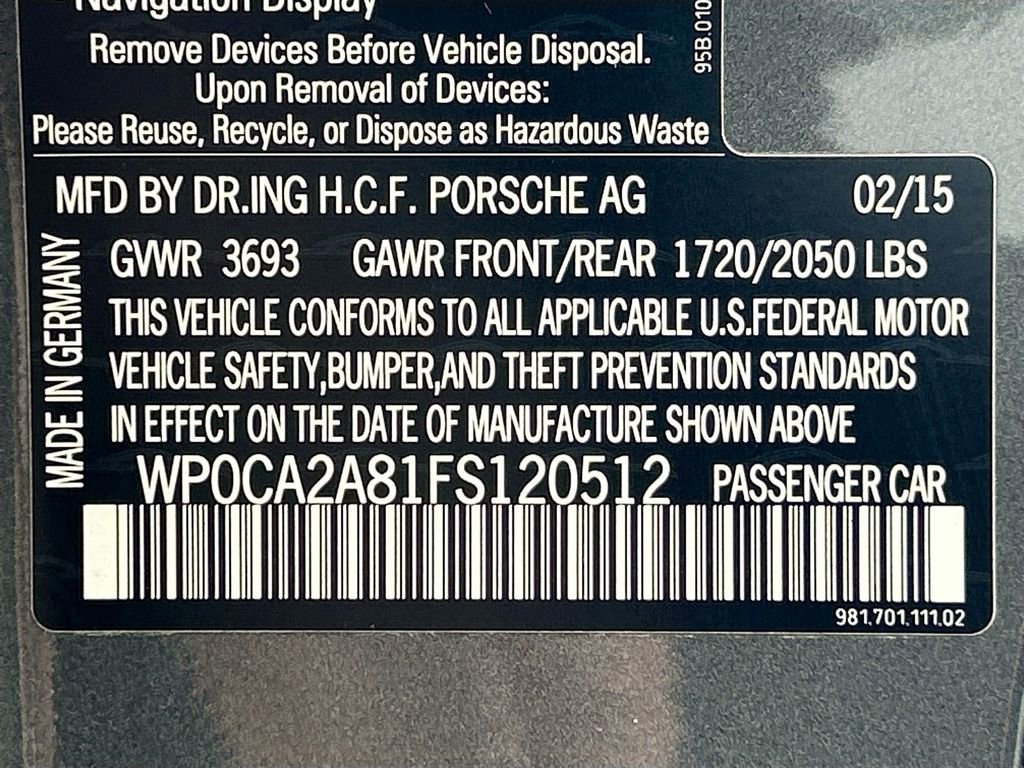 Navigation Display
Remove Devices Before Vehicle Disposal.
Upon Removal of Devices:
Please Reuse, Recycle, or Dispose as Hazardous Waste
95B.010
MFD BY DR.ING H.C.F. PORSCHE AG 02/15
MADE IN GERMANY
GVWR 3693 GAWR FRONT/REAR 1720/2050 LBS
THIS VEHICLE CONFORMS TO ALL APPLICABLE U.S.FEDERAL MOTOR
VEHICLE SAFETY,BUMPER,AND THEFT PREVENTION STANDARDS
IN EFFECT ON THE DATE OF MANUFACTURE SHOWN ABOVE
WP0CA2A81FS120512 PASSENGER CAR
981.701.111.02